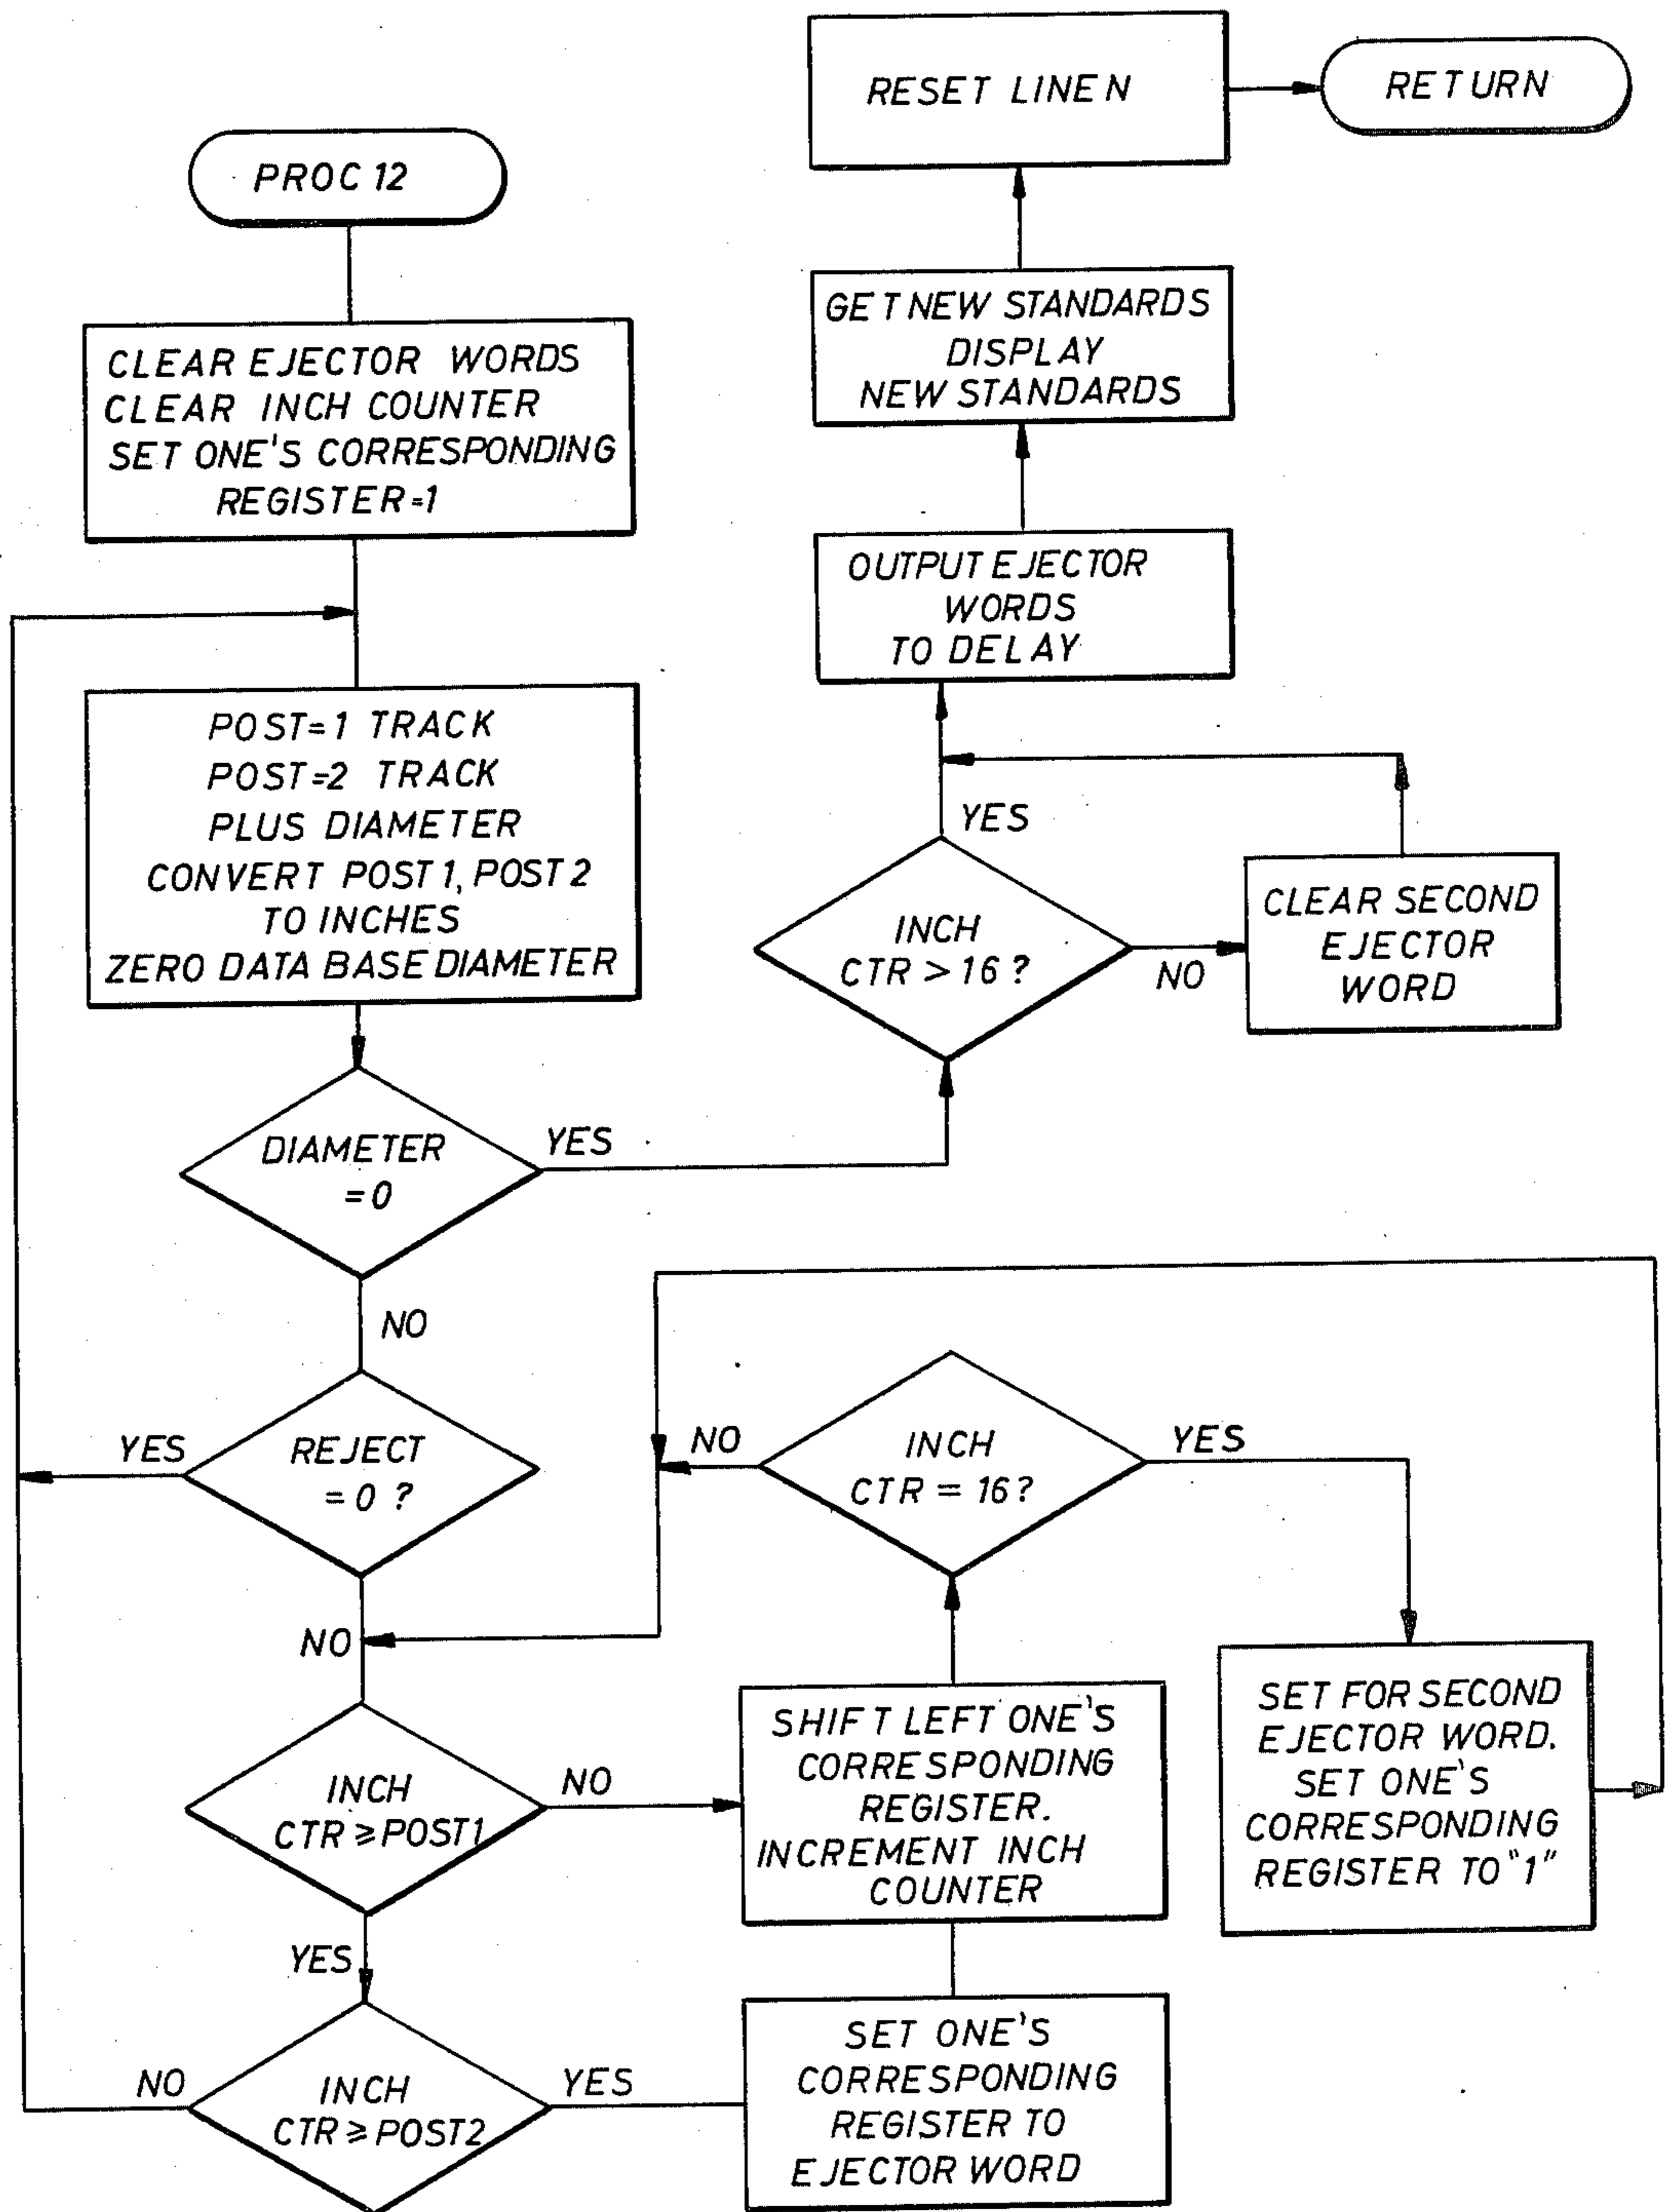 PROC 12
CLEAR EJECTOR WORDS
CLEAR INCH COUNTER
SET ONE'S CORRESPONDING
REGISTER=1
POST=1 TRACK
POST=2 TRACK
PLUS DIAMETER
CONVERT POST 1, POST 2
TO INCHES
ZERO DATA BASE DIAMETER
DIAMETER
=0
YES
NO
REJECT
=0 ?
YES
NO
INCH
CTR ≥ POST1
NO
YES
INCH
CTR ≥ POST2
NO
YES
SET ONE'S
CORRESPONDING
REGISTER TO
EJECTOR WORD
SHIFT LEFT ONE'S
CORRESPONDING
REGISTER.
INCREMENT INCH
COUNTER
INCH
CTR = 16?
NO
YES
SET FOR SECOND
EJECTOR WORD.
SET ONE'S
CORRESPONDING
REGISTER TO "1"
INCH
CTR > 16 ?
YES
NO
CLEAR SECOND
EJECTOR
WORD
OUTPUT EJECTOR
WORDS
TO DELAY
GET NEW STANDARDS
DISPLAY
NEW STANDARDS
RESET LINE N
RETURN